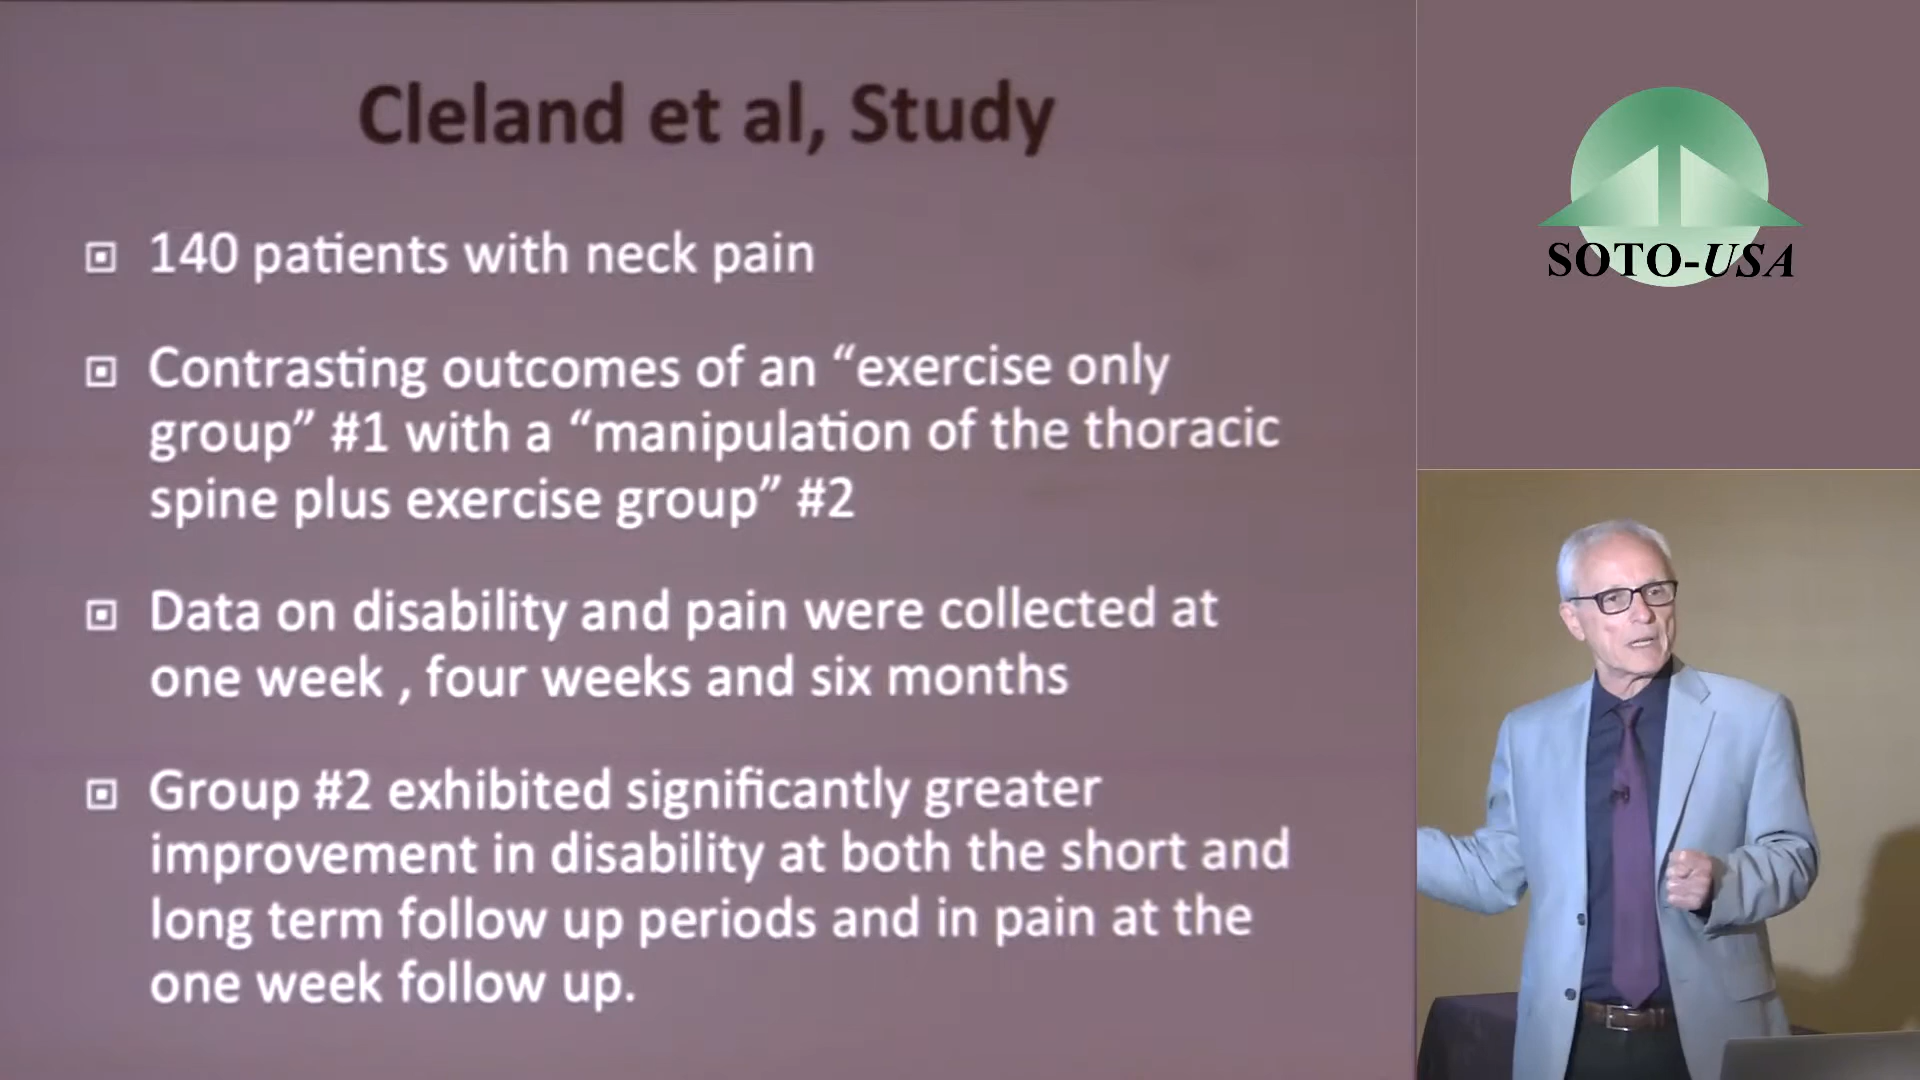 Cleland et al, Study
140 patients with neck pain
Contrasting outcomes of an “exercise only
group” #1 with a “manipulation of the thoracic
spine plus exercise group” #2
Data on disability and pain were collected at
one week , four weeks and six months
Group #2 exhibited significantly greater
improvement in disability at both the short and
long term follow up periods and in pain at the
one week follow up.
SOTO-USA